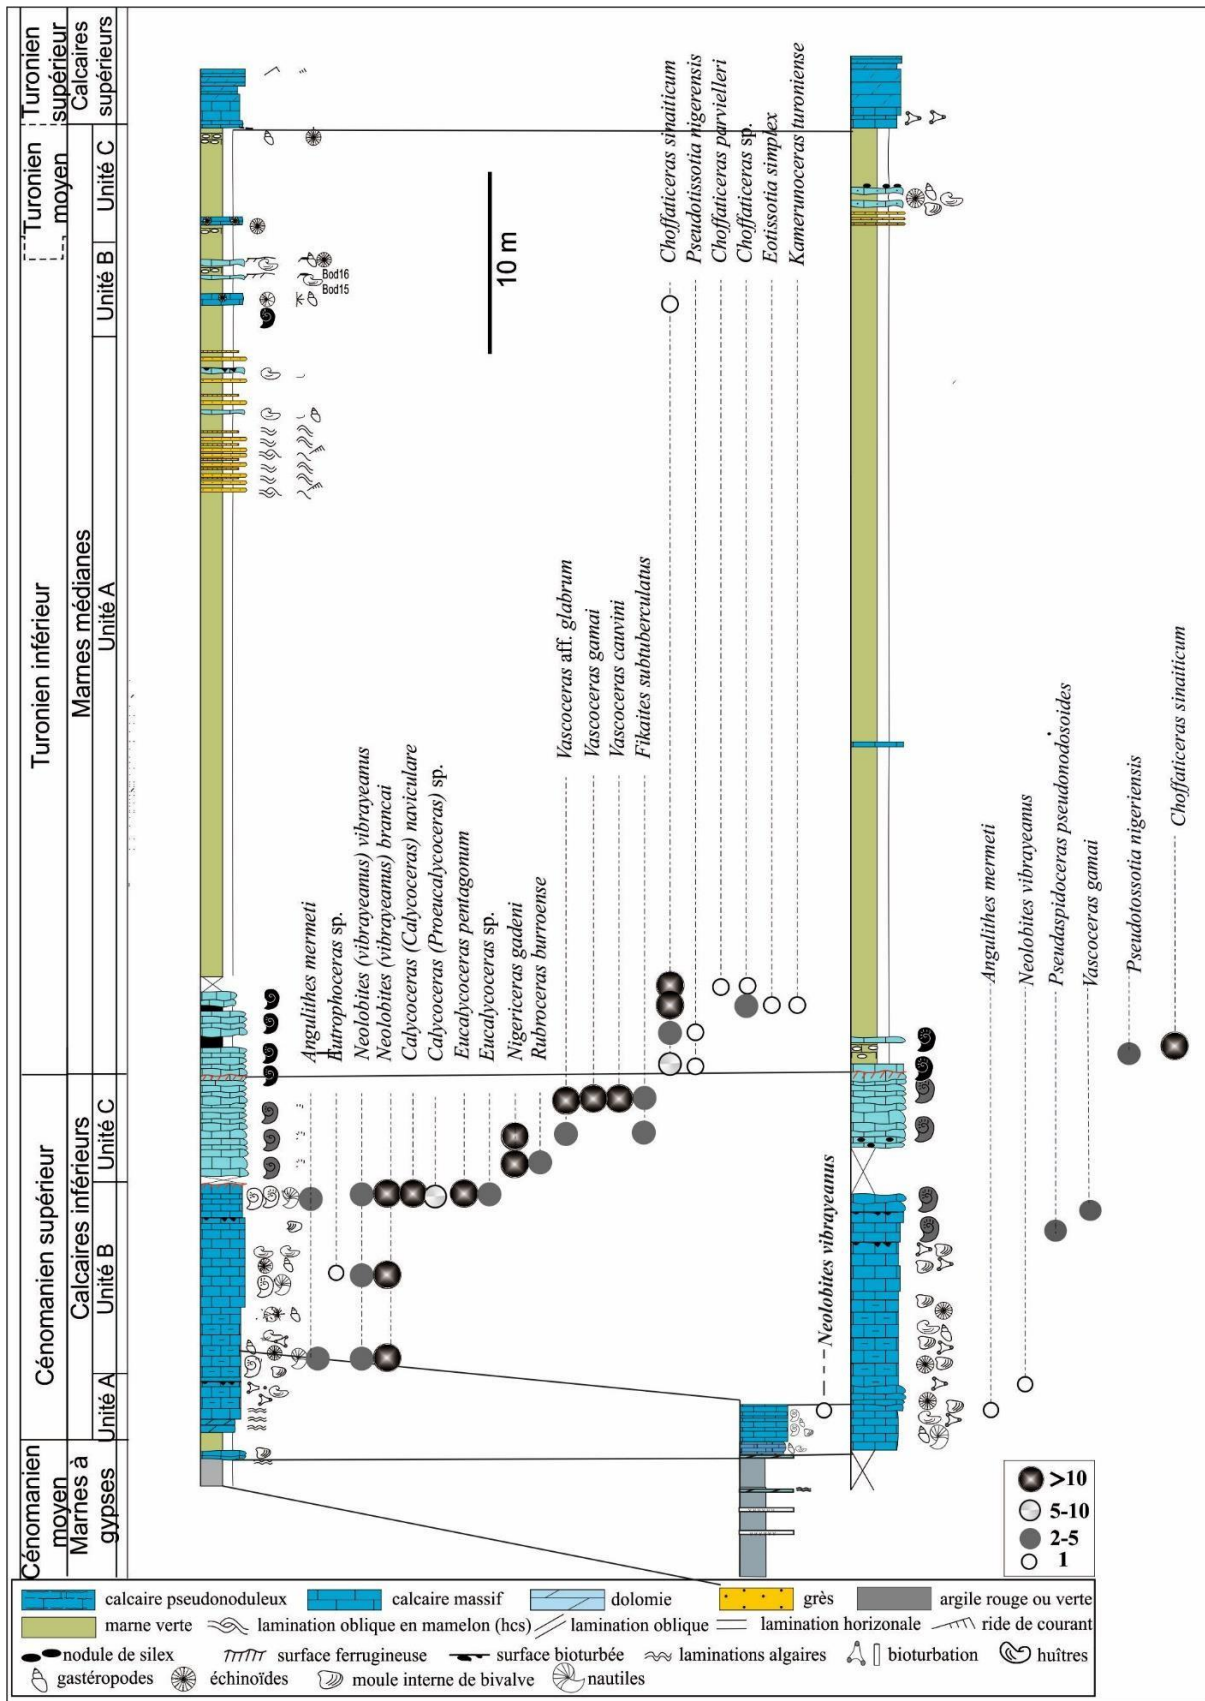 Turonien supérieur
Calcaires supérieurs
Turonien moyen
Unité C
Unité B
Turonien inférieur
Marnes médianes
Unité A
Cénomanien supérieur
Calcaires inférieurs
Unité C
Unité B
Unité A
Cénomanien moyen
Marnes à gypses
Bod16
Bod15
10 m
Angulithes mermeti
Eutrophoceras sp.
Neolobites (vibrayeanus) vibrayeanus
Neolobites (vibrayeanus) brancai
Calycoceras (Calycoceras) naviculare
Calycoceras (Proeucalycoceras) sp.
Eucalycoceras pentagonum
Eucalycoceras sp.
Nigericeras gadeni
Rubroceras burroense
Vascoceras aff. glabrum
Vascoceras gamai
Vascoceras cauvini
Fikaites subtuberculatus
Choffaticeras sinaiticum
Pseudotissotia nigerensis
Choffaticeras parvielleri
Choffaticeras sp.
Eotissotia simplex
Kamerunoceras turoniense
Neolobites vibrayeanus
Angulithes mermeti
Neolobites vibrayeanus
Pseudaspidoceras pseudonodosoides
Vascoceras gamai
Pseudotossotia nigeriensis
Choffaticeras sinaiticum
>10
5-10
2-5
1
calcaire pseudonoduleux
calcaire massif
dolomie
grès
argile rouge ou verte
marne verte
lamination oblique en mamelon (hcs)
lamination oblique
lamination horizonale
ride de courant
nodule de silex
surface ferrugineuse
surface bioturbée
laminations algaires
bioturbation
huîtres
gastéropodes
échinoïdes
moule interne de bivalve
nautiles